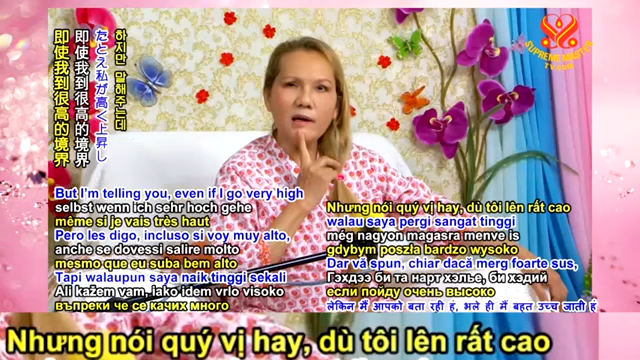 SUPREME MASTER
TV.COM
하지만 말해주는데
たとえ私が高く上昇し
即使我到很高的境界
即使我到很高的境界
But I'm telling you, even if I go very high
selbst wenn ich sehr hoch gehe
même si je vais très haut
Pero les digo, incluso si voy muy alto,
anche se dovessi salire molto
mesmo que eu suba bem alto
Tapi walaupun saya naik tinggi sekali
Ali kažem vam, iako idem vrlo visoko
въпреки че се качих много
Nhưng nói quý vị hay, dù tôi lên rất cao
walau saya pergi sangat tinggi
még nagyon magasra menve is
gdybym poszła bardzo wysoko
Dar vă spun, chiar dacă merg foarte sus,
Гэхдээ би та нарт хэлье, би хэдий
если пойду очень высоко
लेकिन मैं आपको बता रही हूं, भले ही मैं बहुत उच्च जाती हूं
Nhưng nói quý vị hay, dù tôi lên rất cao